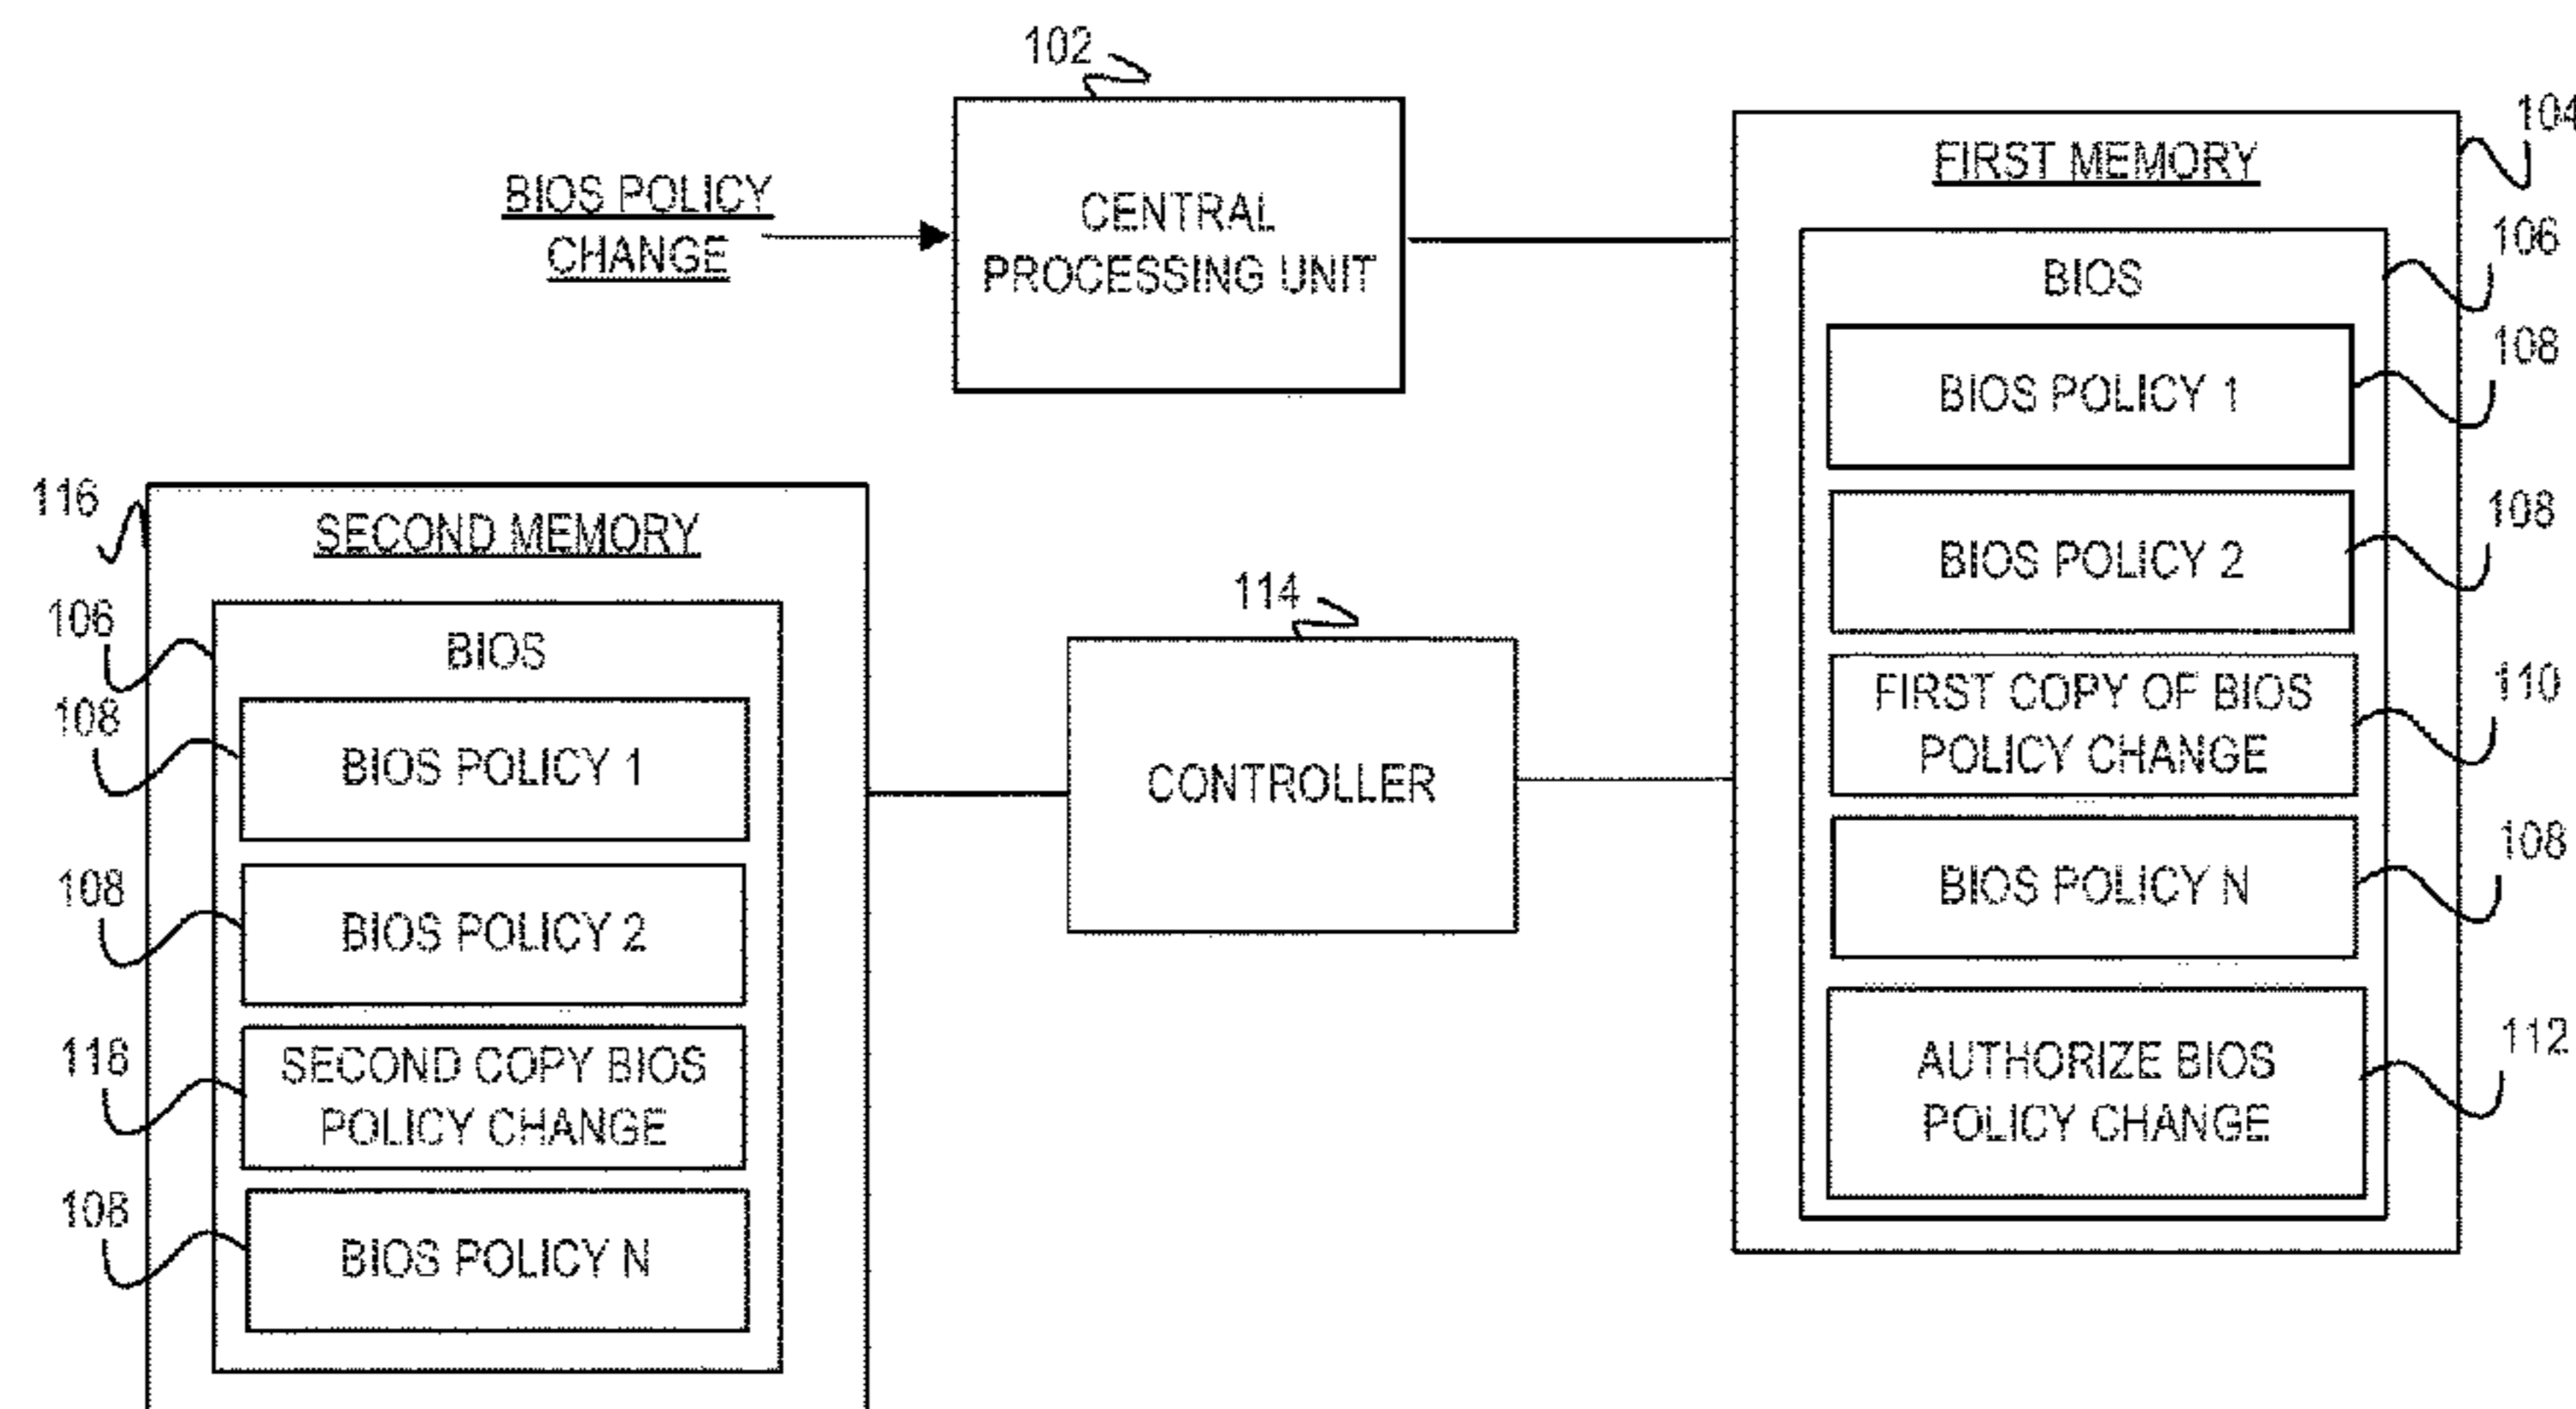 102
104
BIOS POLICY
CHANGE
CENTRAL
PROCESSING UNIT
FIRST MEMORY
106
BIOS
108
BIOS POLICY 1
108
BIOS POLICY 2
110
FIRST COPY OF BIOS
POLICY CHANGE
108
BIOS POLICY N
112
AUTHORIZE BIOS
POLICY CHANGE
116
SECOND MEMORY
106
BIOS
108
BIOS POLICY 1
108
BIOS POLICY 2
118
SECOND COPY BIOS
POLICY CHANGE
108
BIOS POLICY N
114
CONTROLLER